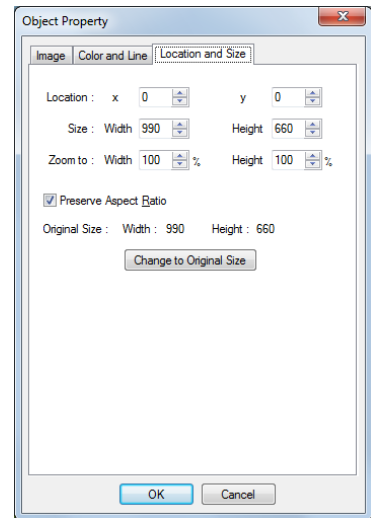 Object Property
Image Color and Line Location and Size
Location : x 0 y 0
Size : Width 990 Height 660
Zoom to : Width 100 % Height 100 %
Preserve Aspect Ratio
Original Size : Width : 990 Height : 660
Change to Original Size
OK Cancel